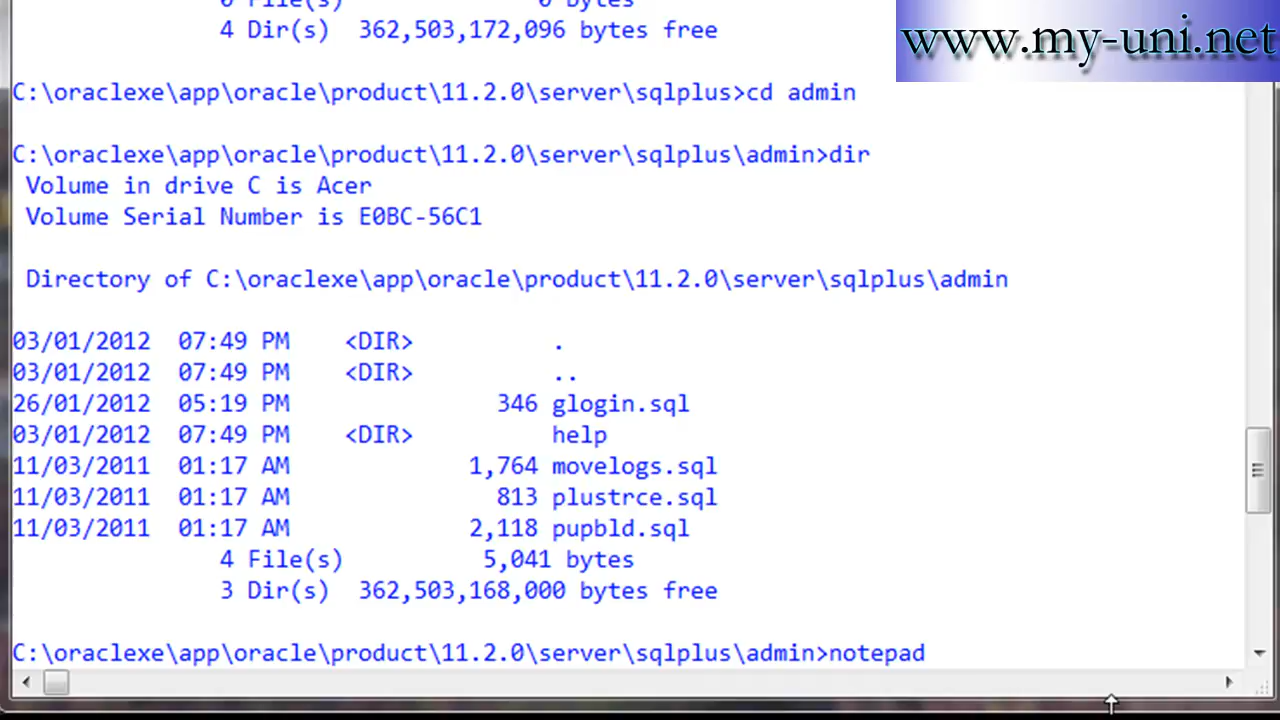 0 File(s) 0 bytes
4 Dir(s) 362,503,172,096 bytes free
www.my-uni.net
C:\oraclexe\app\oracle\product\11.2.0\server\sqlplus>cd admin
C:\oraclexe\app\oracle\product\11.2.0\server\sqlplus\admin>dir
Volume in drive C is Acer
Volume Serial Number is E0BC-56C1
Directory of C:\oraclexe\app\oracle\product\11.2.0\server\sqlplus\admin
03/01/2012 07:49 PM <DIR> .
03/01/2012 07:49 PM <DIR> ..
26/01/2012 05:19 PM 346 glogin.sql
03/01/2012 07:49 PM <DIR> help
11/03/2011 01:17 AM 1,764 movelogs.sql
11/03/2011 01:17 AM 813 plustrce.sql
11/03/2011 01:17 AM 2,118 pupbld.sql
4 File(s) 5,041 bytes
3 Dir(s) 362,503,168,000 bytes free
C:\oraclexe\app\oracle\product\11.2.0\server\sqlplus\admin>notepad